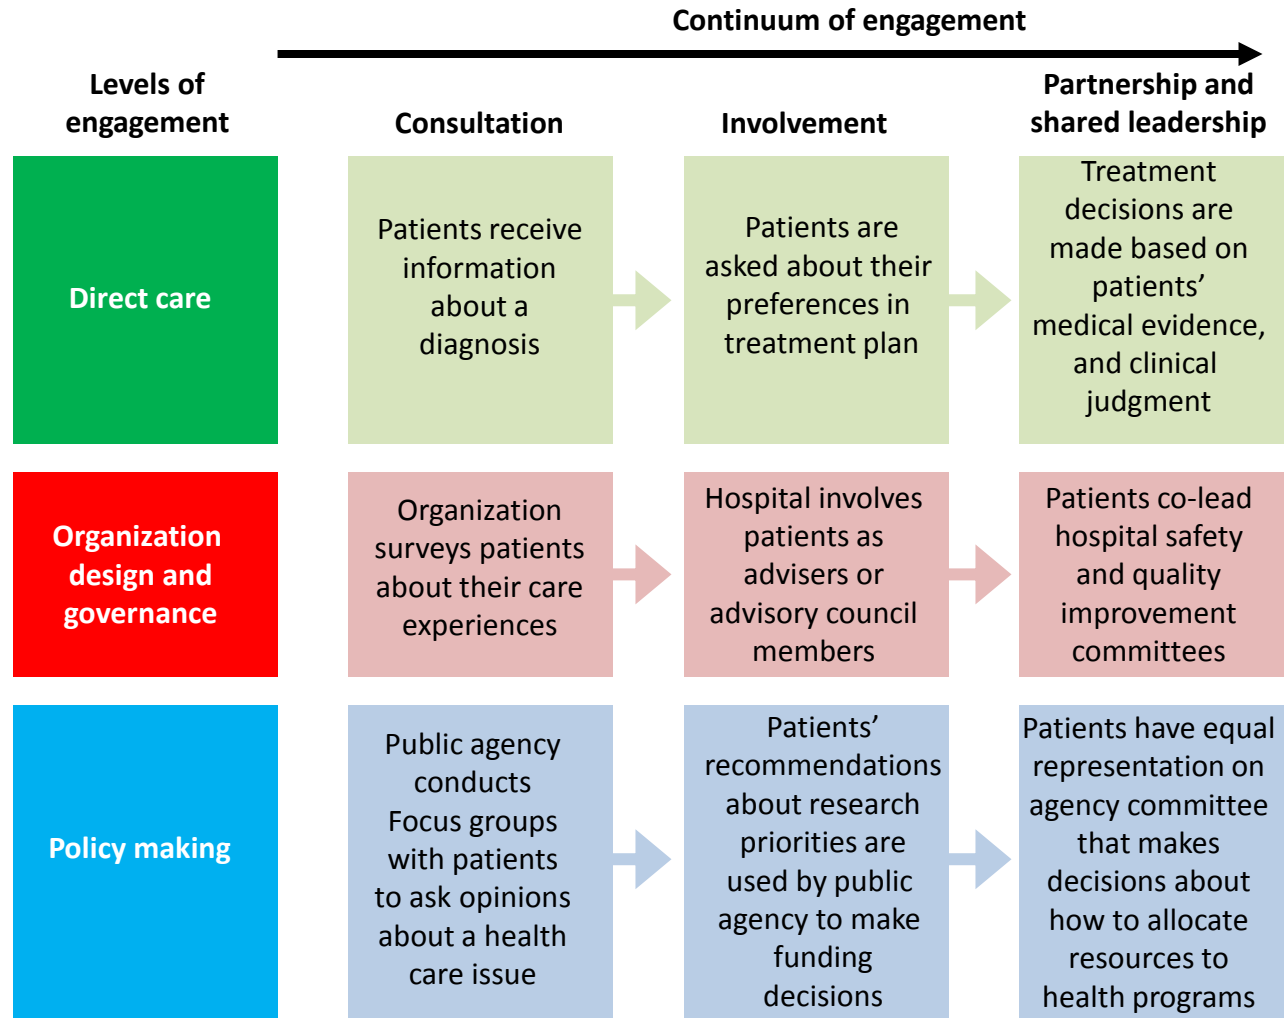 Continuum of engagement
Levels of
engagement
Consultation
Involvement
Partnership and
shared leadership
Direct care
Patients receive
information
about a
diagnosis
Patients are
asked about their
preferences in
treatment plan
Treatment
decisions are
made based on
patients’
medical evidence,
and clinical
judgment
Organization
design and
governance
Organization
surveys patients
about their care
experiences
Hospital involves
patients as
advisers or
advisory council
members
Patients co-lead
hospital safety
and quality
improvement
committees
Policy making
Public agency
conducts
Focus groups
with patients
to ask opinions
about a health
care issue
Patients’
recommendations
about research
priorities are
used by public
agency to make
funding
decisions
Patients have equal
representation on
agency committee
that makes
decisions about
how to allocate
resources to
health programs